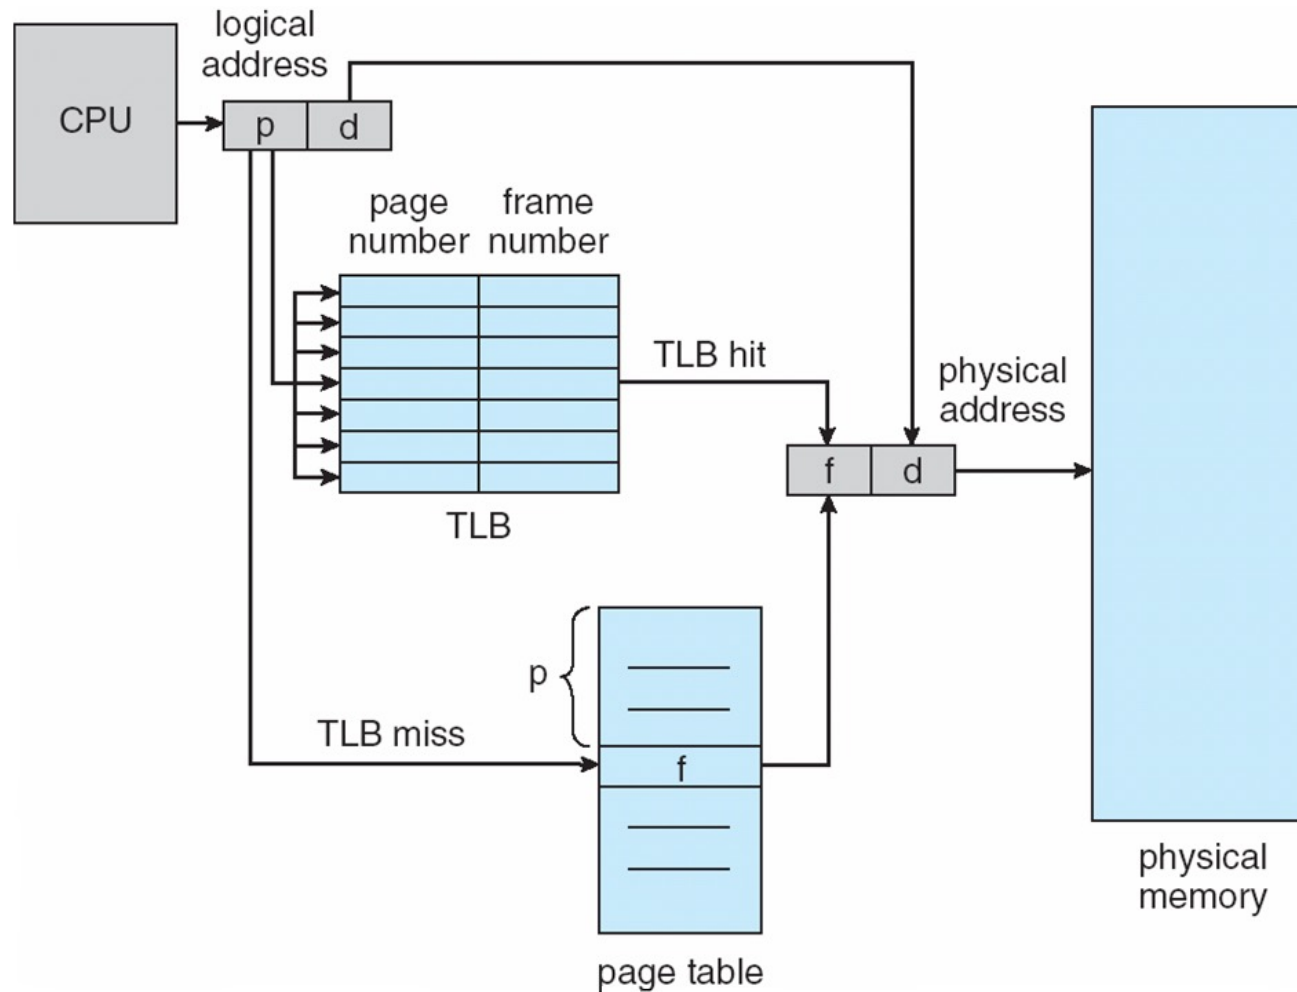 logical
address
CPU
p
d
page
number
frame
number
TLB hit
TLB
physical
address
f
d
p
TLB miss
f
page table
physical
memory